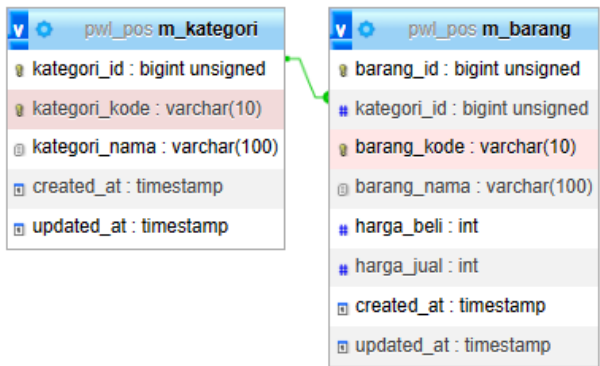 v pwl_pos m_kategori
kategori_id : bigint unsigned
kategori_kode : varchar(10)
kategori_nama : varchar(100)
created_at : timestamp
updated_at : timestamp
v pwl_pos m_barang
barang_id : bigint unsigned
# kategori_id : bigint unsigned
barang_kode : varchar(10)
barang_nama : varchar(100)
# harga_beli : int
# harga_jual : int
created_at : timestamp
updated_at : timestamp